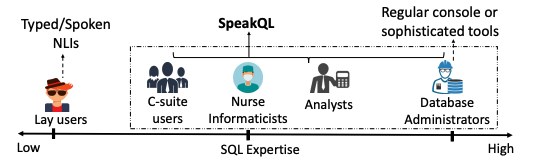 Typed/Spoken
NLIs
SpeakQL
Regular console or
sophisticated tools
Lay users
C-suite
users
Nurse
Informaticists
Analysts
Database
Administrators
Low
SQL Expertise
High